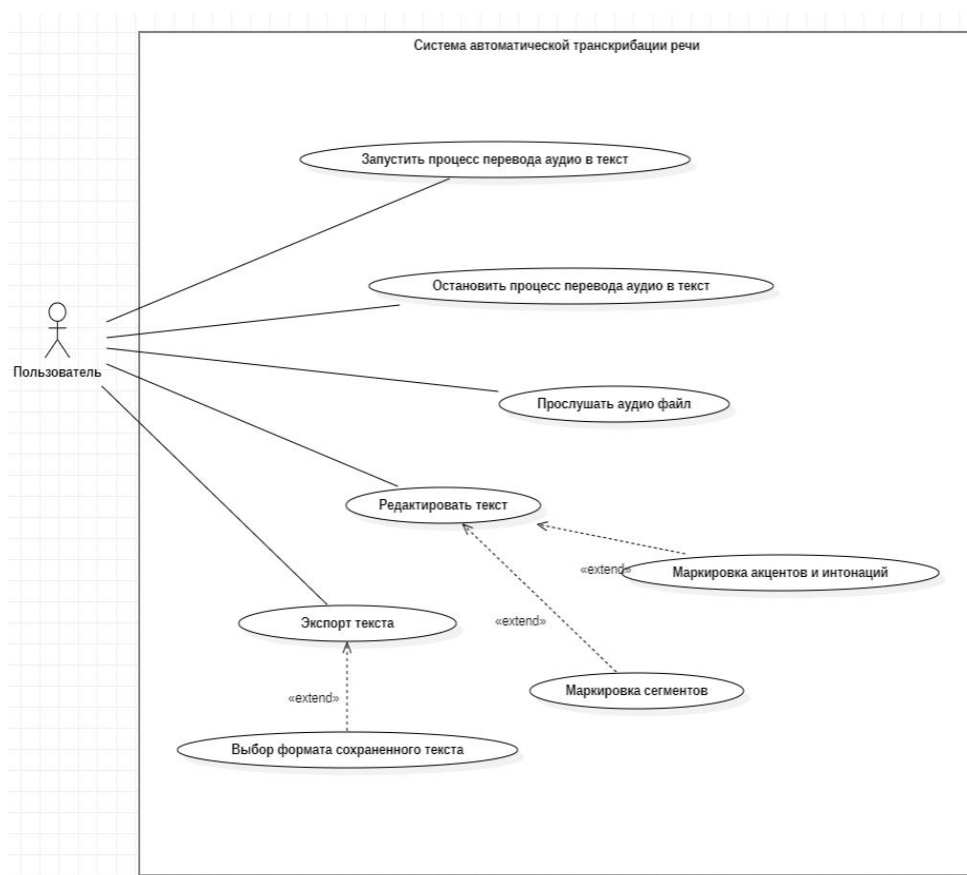 Система автоматической транскрибации речи
Запустить процесс перевода аудио в текст
Остановить процесс перевода аудио в текст
Пользователь
Прослушать аудио файл
Редактировать текст
«extend»
Маркировка акцентов и интонаций
Экспорт текста
«extend»
Маркировка сегментов
«extend»
Выбор формата сохраненного текста